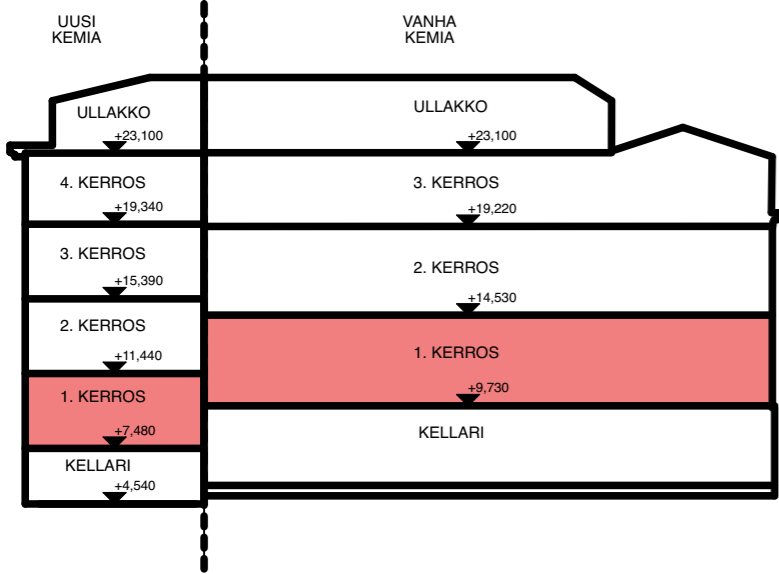 UUSI
KEMIA
VANHA
KEMIA
ULLAKKO
+23,100
4. KERROS
+19,340
3. KERROS
+15,390
2. KERROS
+11,440
1. KERROS
+7,480
KELLARI
+4,540
ULLAKKO
+23,100
3. KERROS
+19,220
2. KERROS
+14,530
1. KERROS
+9,730
KELLARI